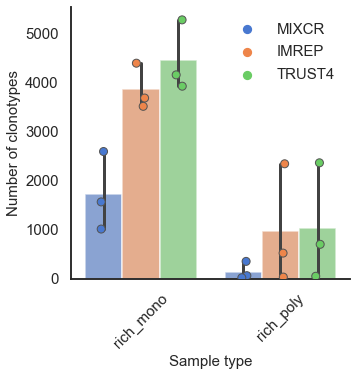 MIXCR
IMREP
TRUST4
Number of clonotypes
5000
4000
3000
2000
1000
0
rich_mono
rich_poly
Sample type